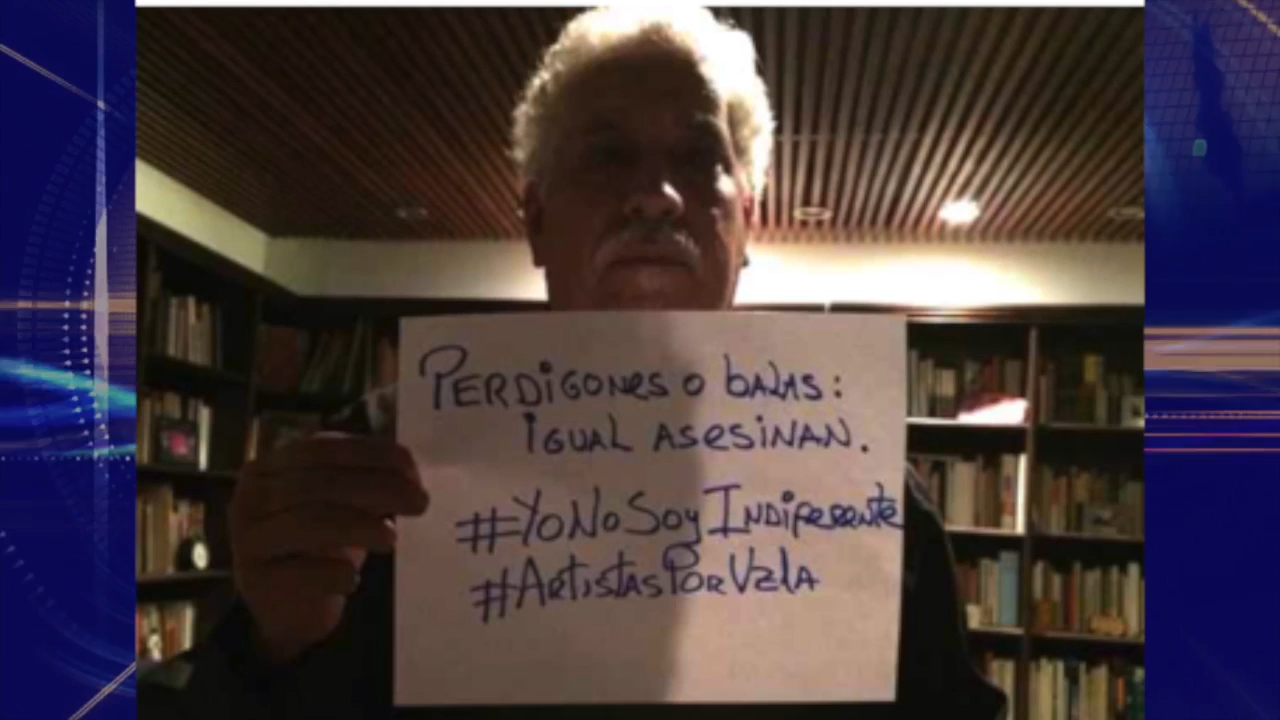 PERDIGONES O BALAS:
IGUAL ASESINAN.
#YoNoSoyINDIFERENTE
#ARTISTASPORVZLA